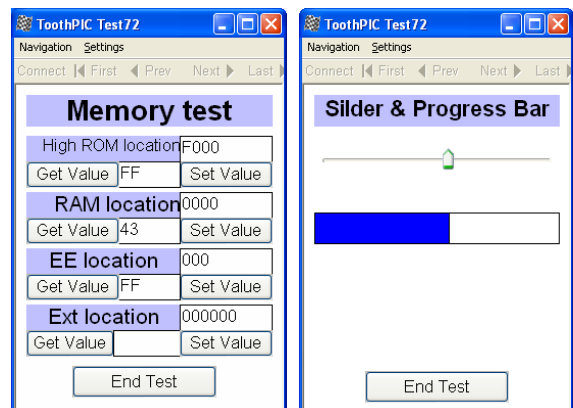 ToothPIC Test72
Navigation Settings
Connect First Prev Next Last
Memory test
High ROM location F000
Get Value FF Set Value
RAM location 0000
Get Value 43 Set Value
EE location 000
Get Value FF Set Value
Ext location 000000
Get Value Set Value
End Test
ToothPIC Test72
Navigation Settings
Connect First Prev Next Last
Silder & Progress Bar
End Test